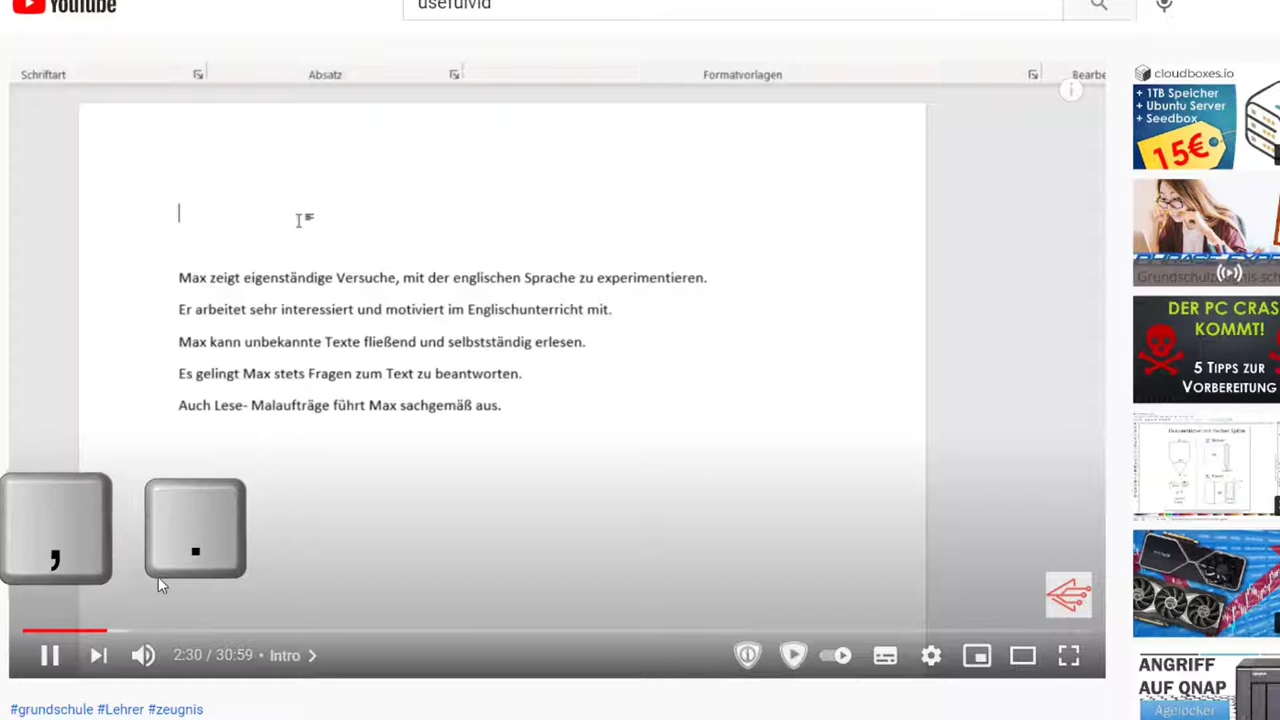 YouTube
usefulvid
Schriftart
Absatz
Formatvorlagen
Bearbe
Max zeigt eigenständige Versuche, mit der englischen Sprache zu experimentieren.
Er arbeitet sehr interessiert und motiviert im Englischunterricht mit.
Max kann unbekannte Texte fließend und selbstständig erlesen.
Es gelingt Max stets Fragen zum Text zu beantworten.
Auch Lese- Malaufträge führt Max sachgemäß aus.
,
.
2:30 / 30:59 • Intro
#grundschule #Lehrer #zeugnis
cloudboxes.io
+ 1TB Speicher
+ Ubuntu Server
+ Seedbox
15€
DER PC CRAS
KOMMT!
5 TIPPS ZUR
VORBEREITUNG
ANGRIFF
AUF QNAP
Agelocker